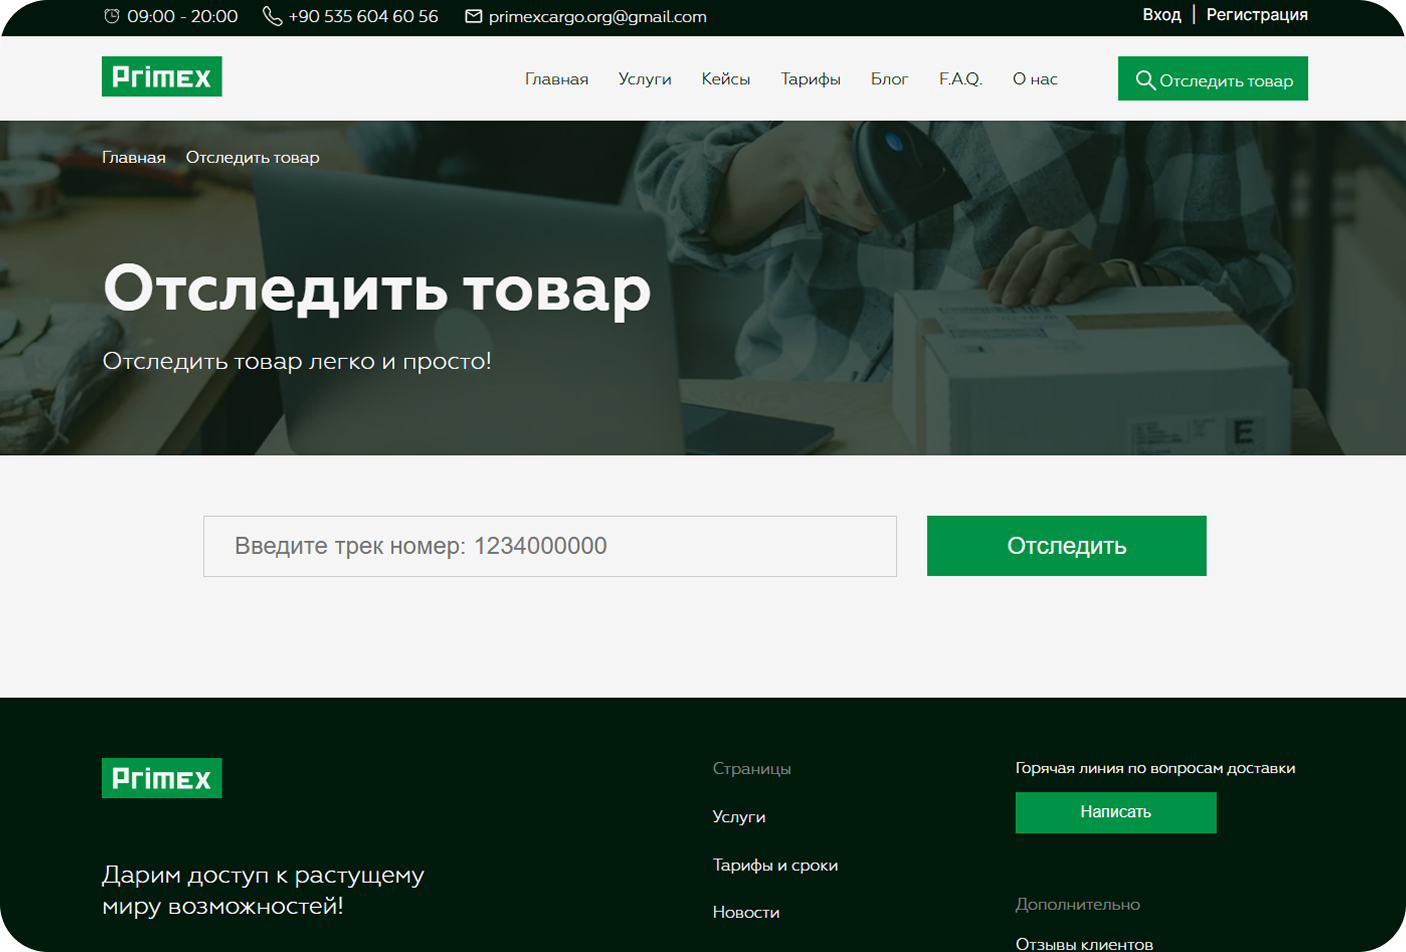 09:00 - 20:00 +90 535 604 60 56 primexcargo.org@gmail.com Вход | Регистрация
Primex Главная Услуги Кейсы Тарифы Блог F.A.Q. О нас Отследить товар
Главная Отследить товар
Отследить товар
Отследить товар легко и просто!
E
Введите трек номер: 1234000000 Отследить
Primex
Дарим доступ к растущему
миру возможностей!
Страницы
Услуги
Тарифы и сроки
Новости
Горячая линия по вопросам доставки
Написать
Дополнительно
Отзывы клиентов